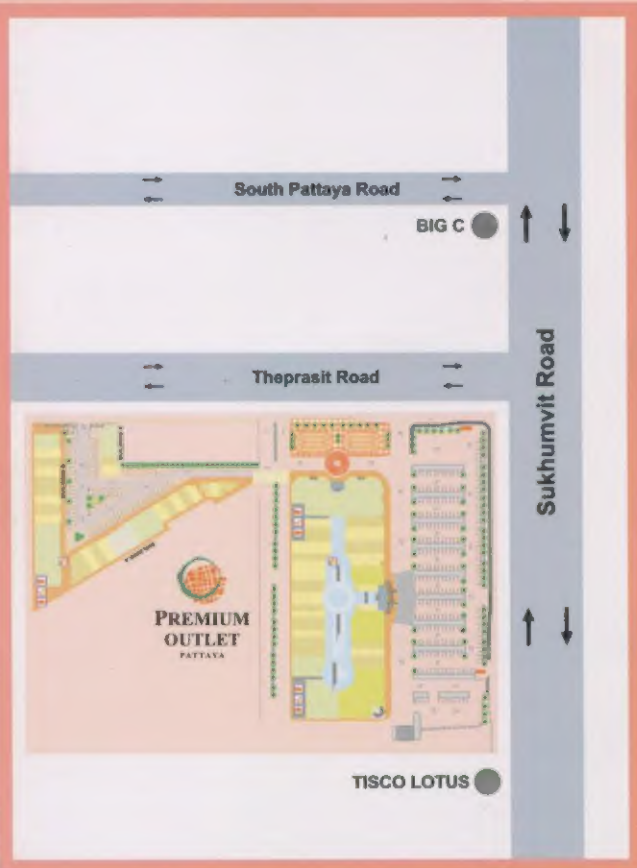 South Pattaya Road
BIG C
Theprasit Road
Sukhumvit Road
PREMIUM
OUTLET
PATTAYA
TISCO LOTUS